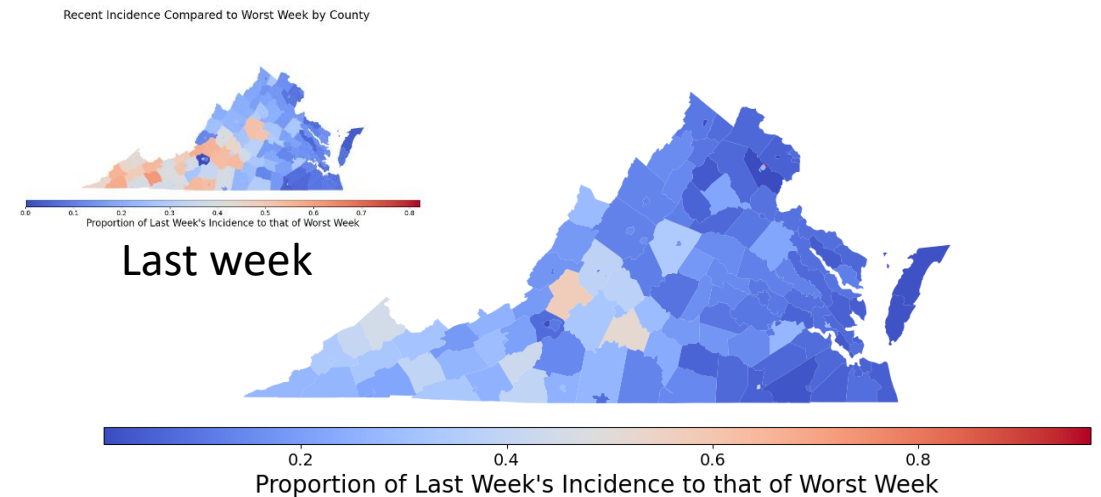 Recent Incidence Compared to Worst Week by County
0.0 0.1 0.2 0.3 0.4 0.5 0.6 0.7 0.8
Proportion of Last Week's Incidence to that of Worst Week
Last week
0.2 0.4 0.6 0.8
Proportion of Last Week's Incidence to that of Worst Week